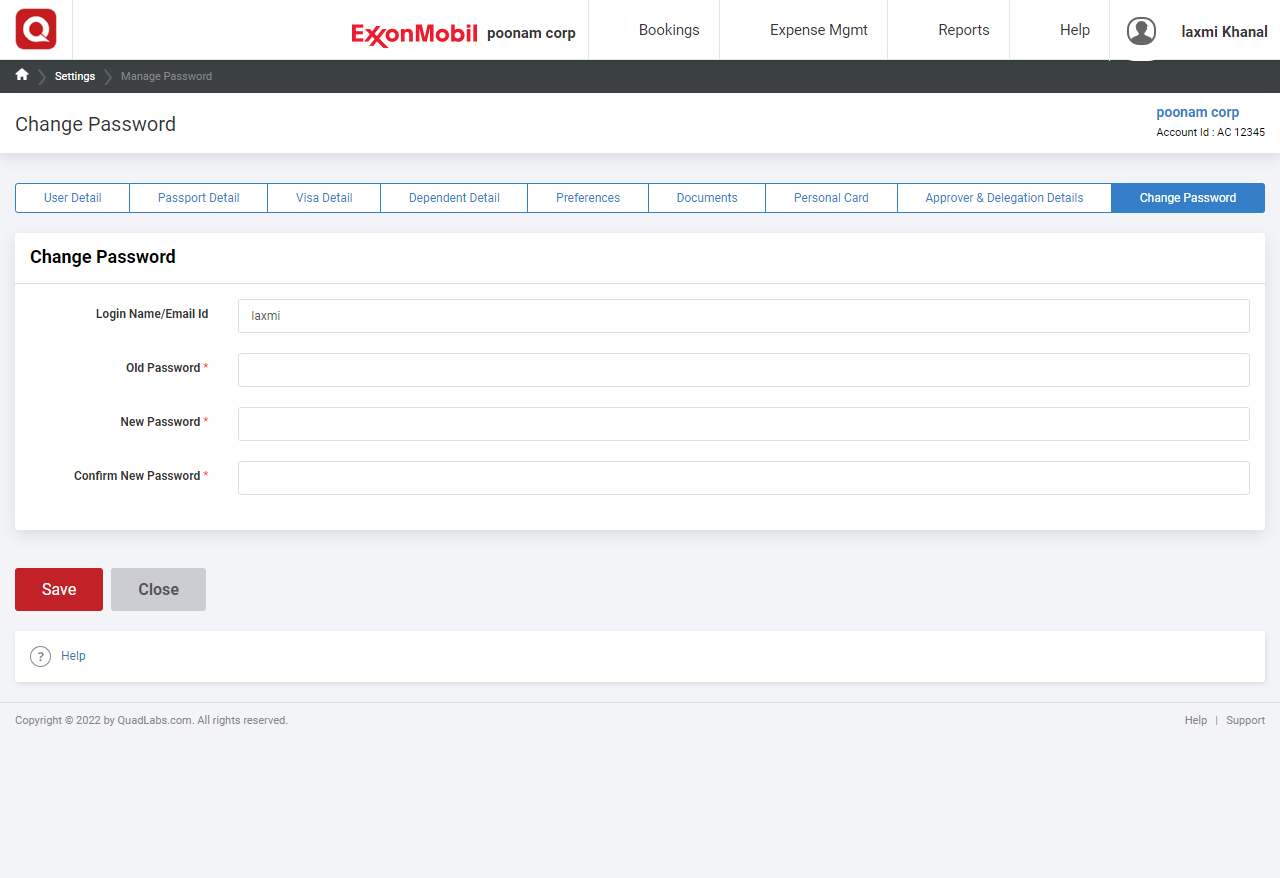 ExxonMobil poonam corp Bookings Expense Mgmt Reports Help laxmi Khanal
Settings Manage Password
Change Password
poonam corp
Account Id : AC 12345
User Detail Passport Detail Visa Detail Dependent Detail Preferences Documents Personal Card Approver & Delegation Details Change Password
Change Password
Login Name/Email Id laxmi
Old Password *
New Password *
Confirm New Password *
Save Close
? Help
Copyright © 2022 by QuadLabs.com. All rights reserved. Help | Support